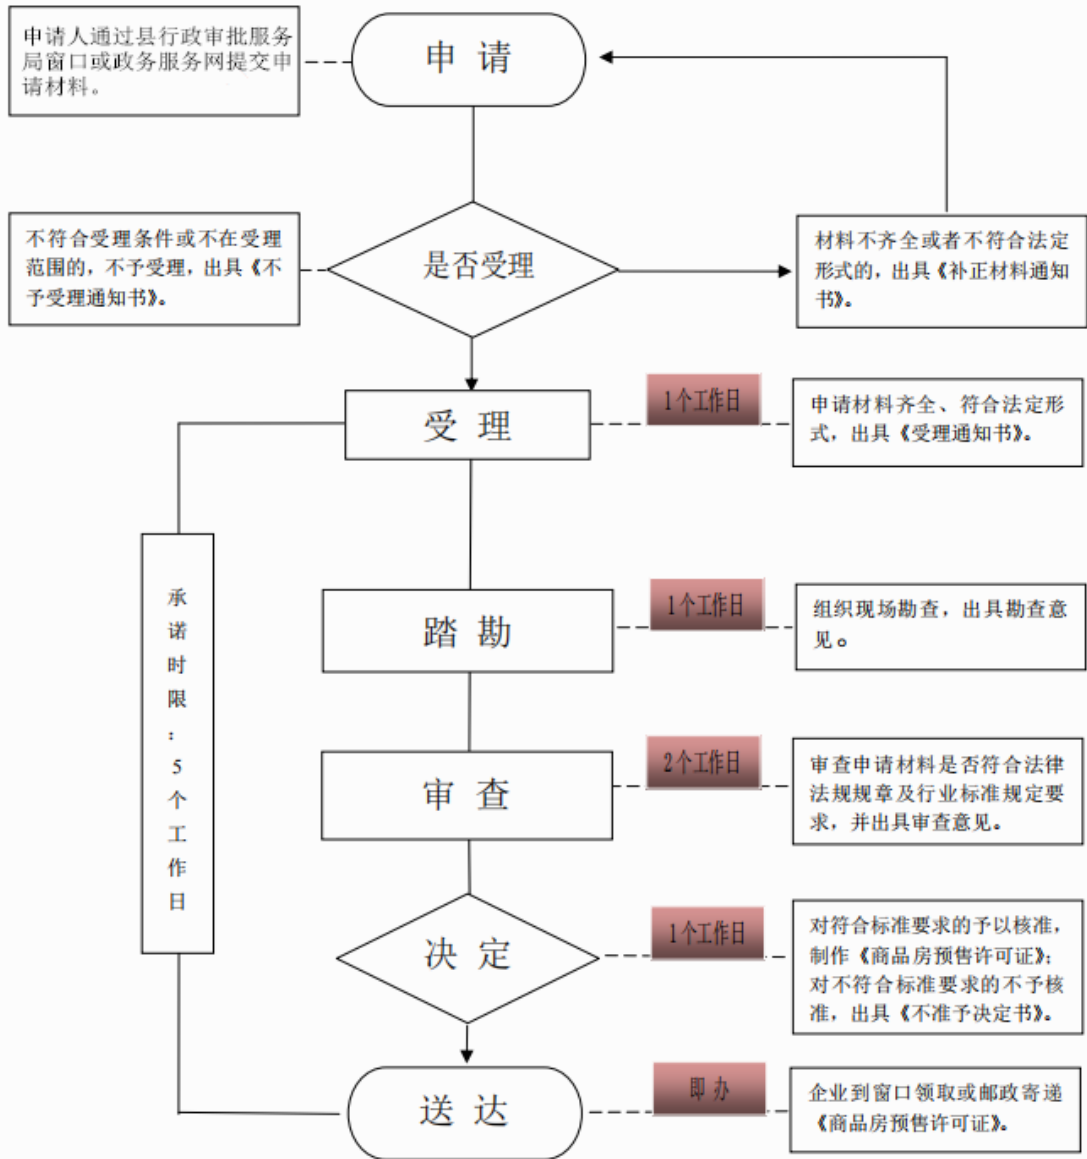 申请人通过县行政审批服务
局窗口或政务服务网提交申
请材料。
申 请
不符合受理条件或不在受理
范围的，不予受理，出具《不
予受理通知书》。
是否受理
材料不齐全或者不符合法定
形式的，出具《补正材料通知
书》。
受 理
1个工作日
申请材料齐全、符合法定形
式，出具《受理通知书》。
承诺时限：5个工作日
踏 勘
1个工作日
组织现场勘查，出具勘查意
见。
审 查
2个工作日
审查申请材料是否符合法律
法规规章及行业标准规定要
求，并出具审查意见。
决 定
1个工作日
对符合标准要求的予以核准，
制作《商品房预售许可证》；
对不符合标准要求的不予核
准，出具《不准予决定书》。
送 达
即 办
企业到窗口领取或邮政寄递
《商品房预售许可证》。